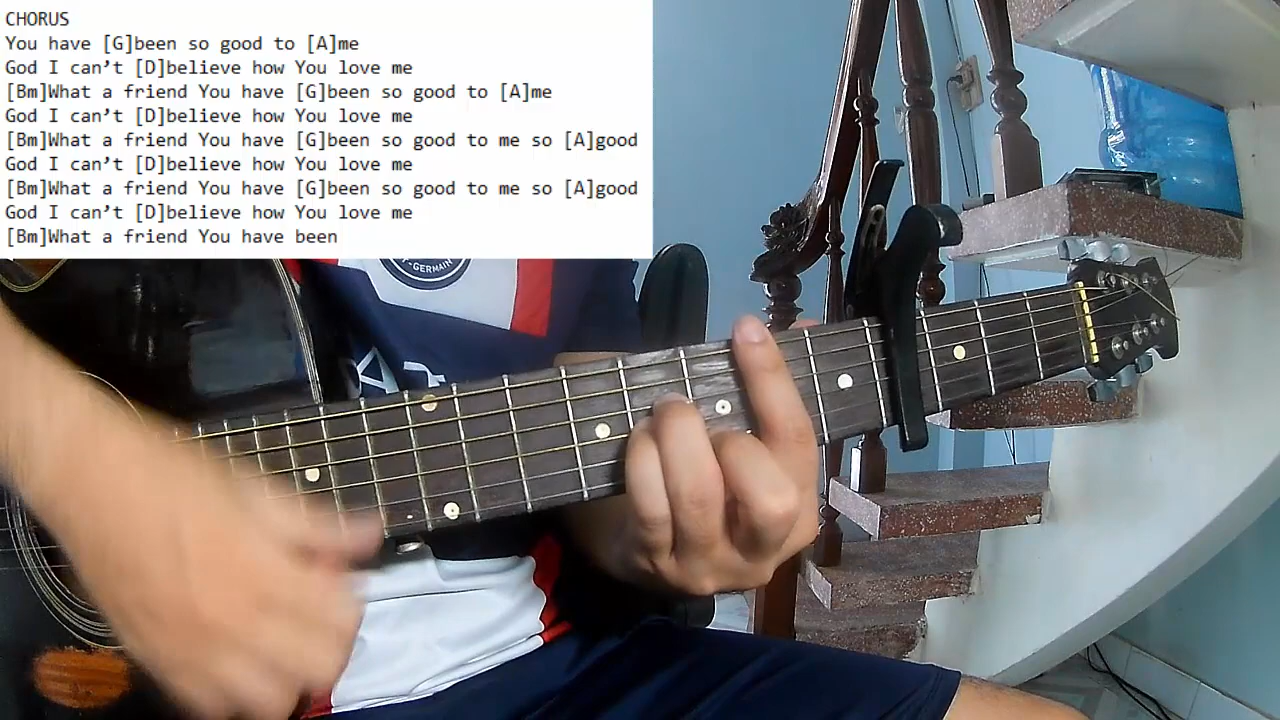 CHORUS
You have [G]been so good to [A]me
God I can’t [D]believe how You love me
[Bm]What a friend You have [G]been so good to [A]me
God I can’t [D]believe how You love me
[Bm]What a friend You have [G]been so good to me so [A]good
God I can’t [D]believe how You love me
[Bm]What a friend You have [G]been so good to me so [A]good
God I can’t [D]believe how You love me
[Bm]What a friend You have been
-GERMAIN